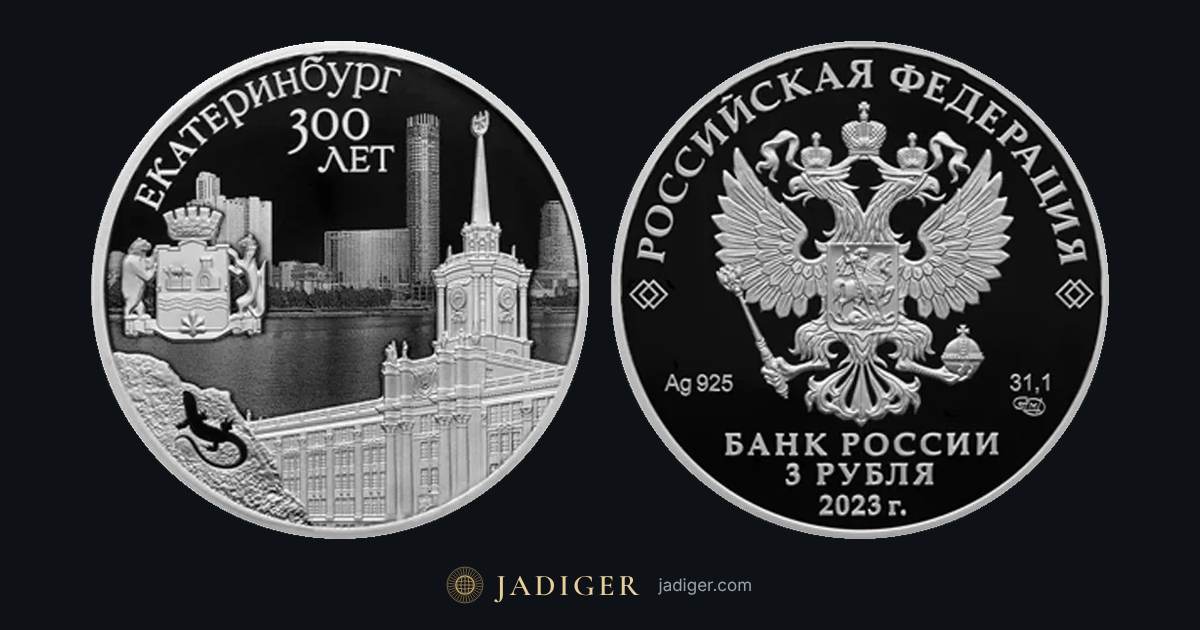 ЕКАТЕРИНбУРГ
300
ЛЕТ
РОССИЙСКАЯ ФЕДЕРАЦИЯ
Ag 925
31,1
БАНК РОССИИ
3 РУБЛЯ
2023 г.
JADIGER
jadiger.com